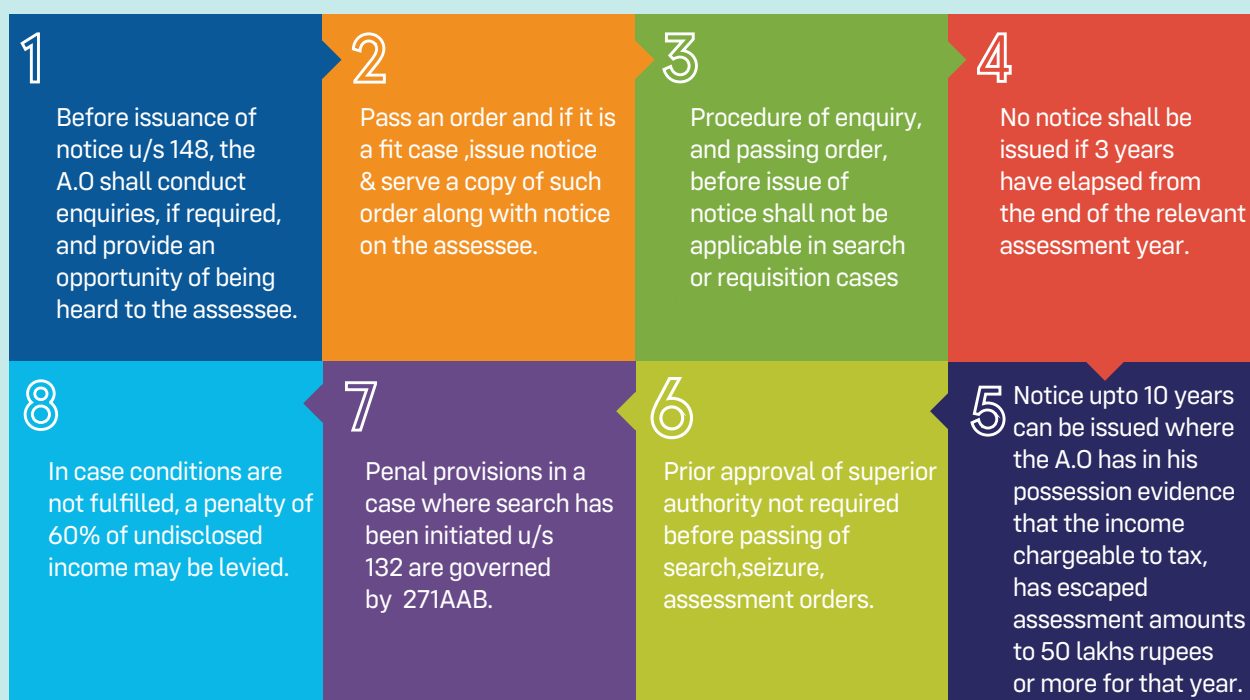 1
Before issuance of
notice u/s 148, the
A.O shall conduct
enquiries, if required,
and provide an
opportunity of being
heard to the assessee.
2
Pass an order and if it is
a fit case ,issue notice
& serve a copy of such
order along with notice
on the assessee.
3
Procedure of enquiry,
and passing order,
before issue of
notice shall not be
applicable in search
or requisition cases
4
No notice shall be
issued if 3 years
have elapsed from
the end of the relevant
assessment year.
5
Notice upto 10 years
can be issued where
the A.O has in his
possession evidence
that the income
chargeable to tax,
has escaped
assessment amounts
to 50 lakhs rupees
or more for that year.
6
Prior approval of superior
authority not required
before passing of
search,seizure,
assessment orders.
7
Penal provisions in a
case where search has
been initiated u/s
132 are governed
by 271AAB.
8
In case conditions are
not fulfilled, a penalty of
60% of undisclosed
income may be levied.